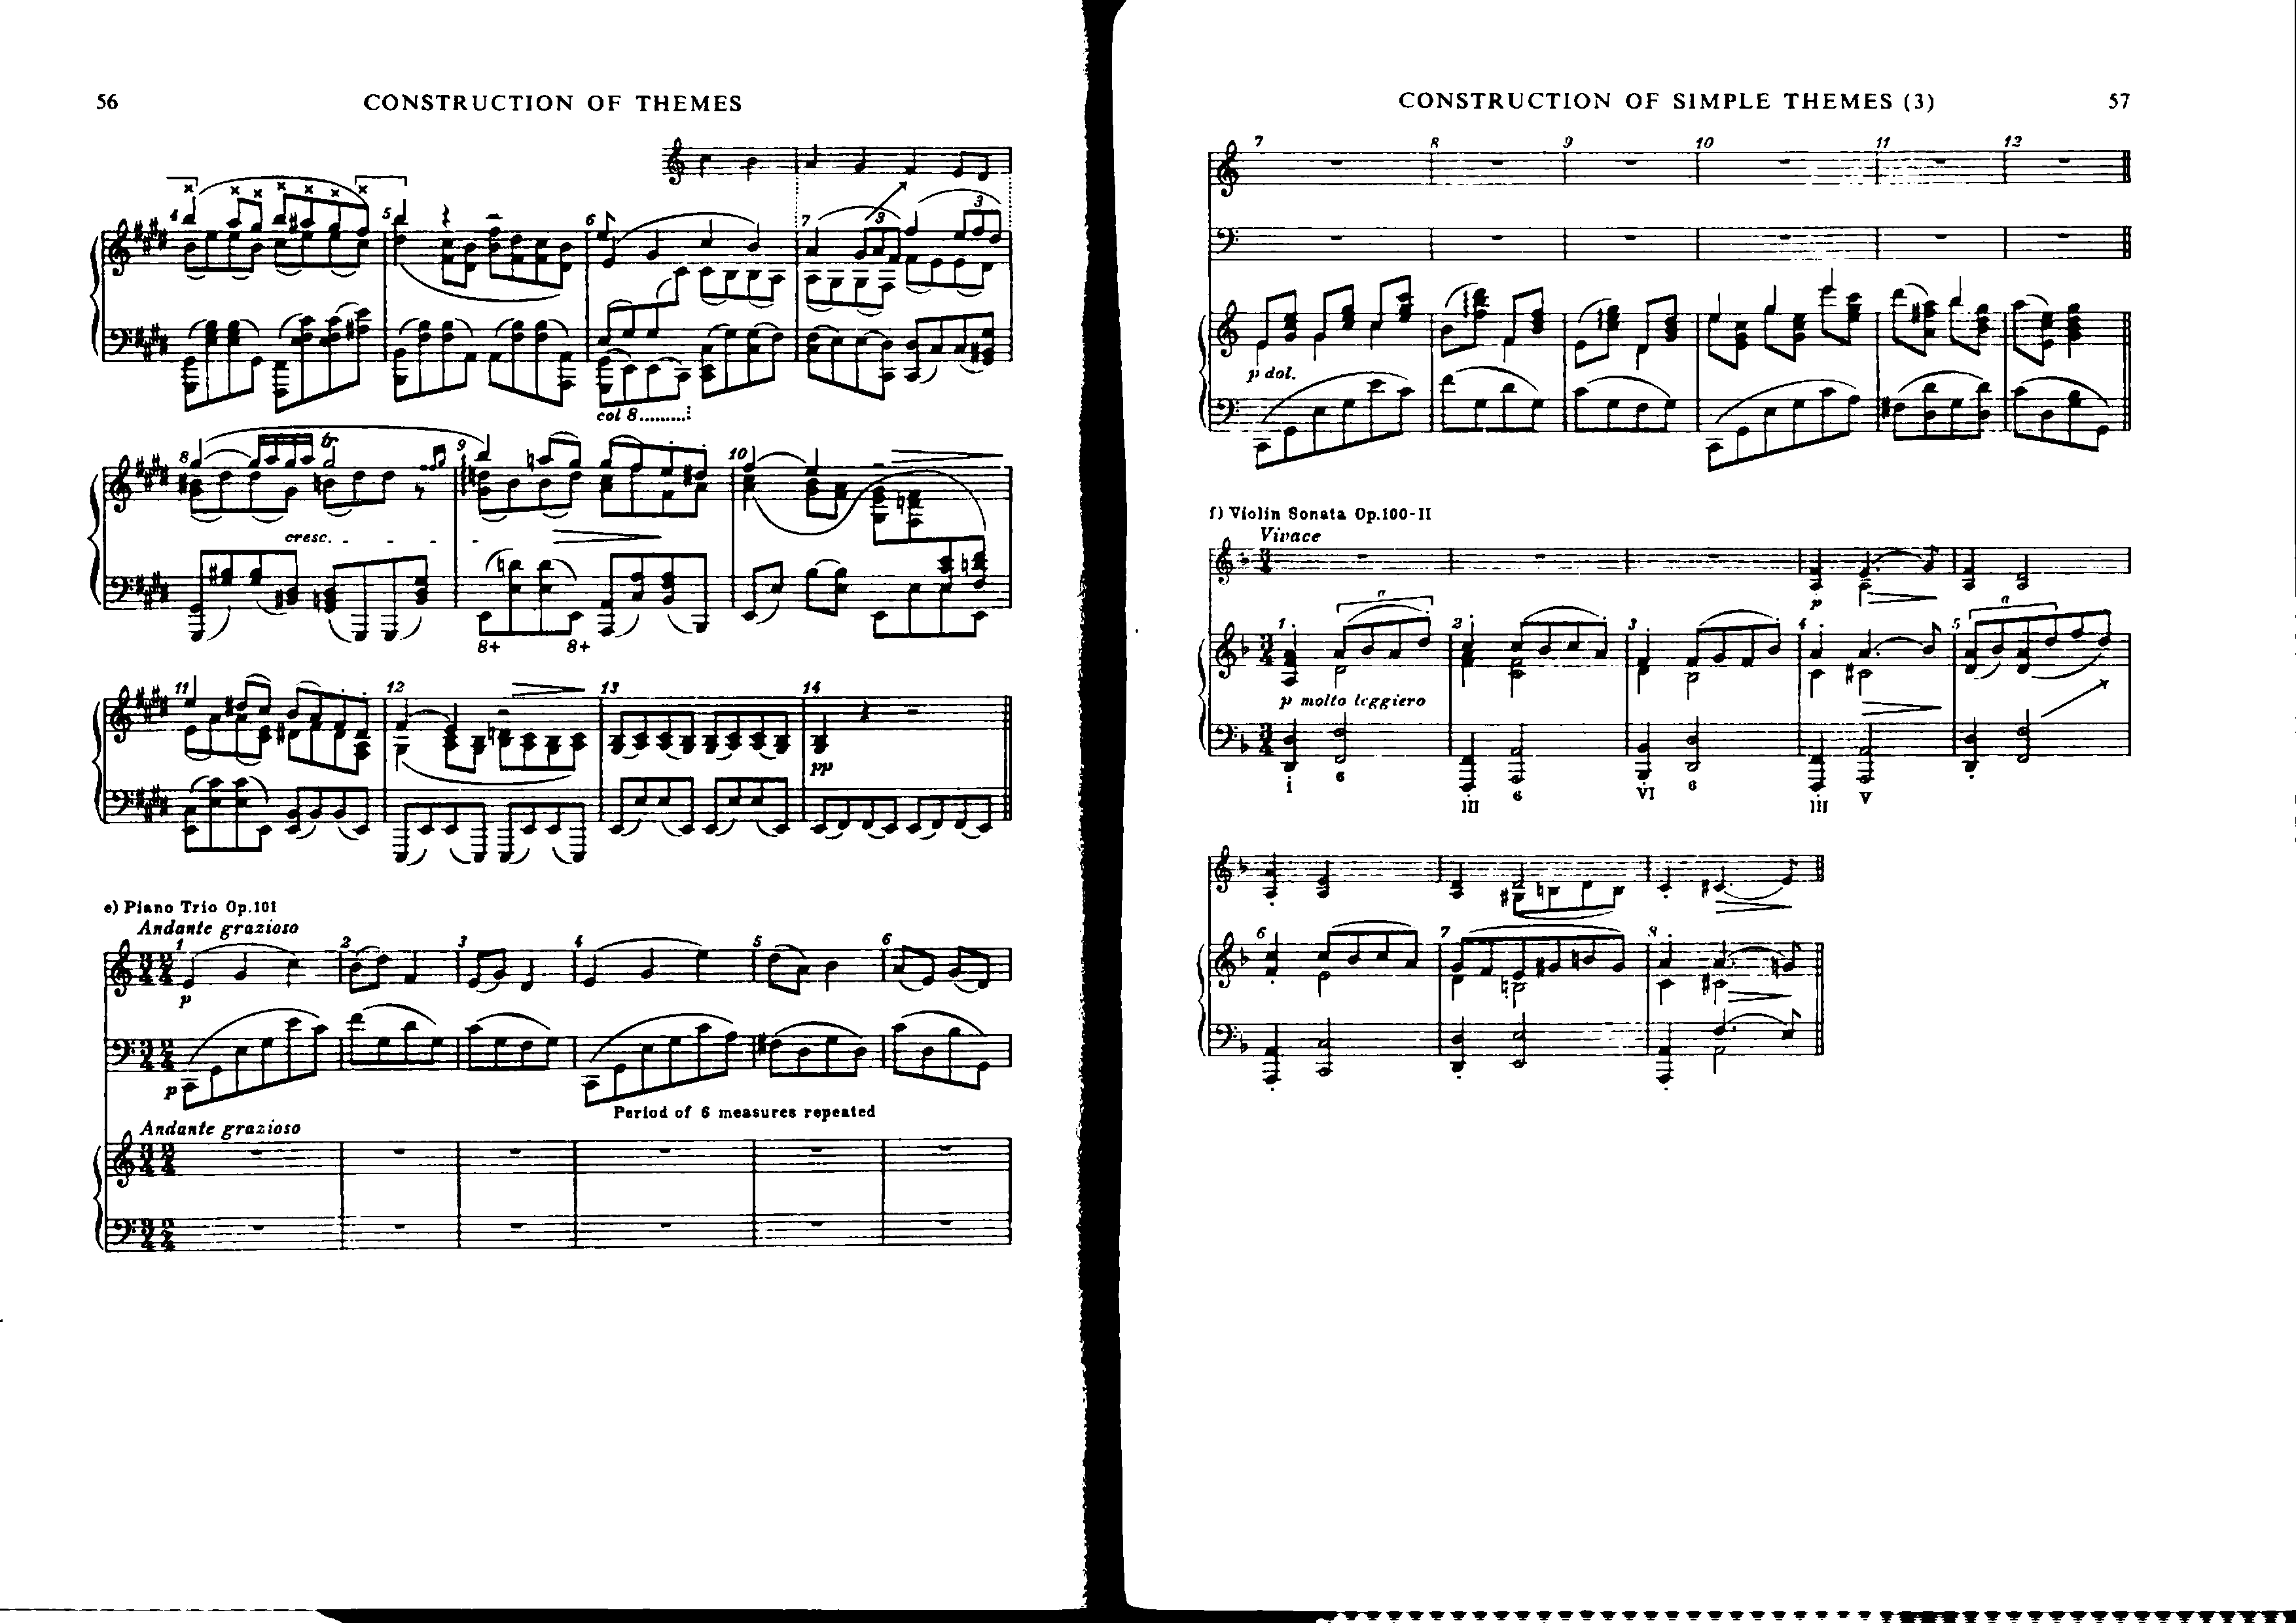 56
CONSTRUCTION OF THEMES
4
5
6
7
3
3
col 8
8
tr
9
10
cresc.
8+
8+
11
12
13
14
pp
e) Piano Trio Op.101
Andante grazioso
1
2
3
4
5
6
p
p
Period of 6 measures repeated
Andante grazioso
CONSTRUCTION OF SIMPLE THEMES (3)
57
7
8
9
10
11
12
p dol.
f) Violin Sonata Op.100-II
Vivace
p
a
a
1
2
3
4
5
p molto leggiero
i
6
III
6
VI
6
III
V
6
7
8